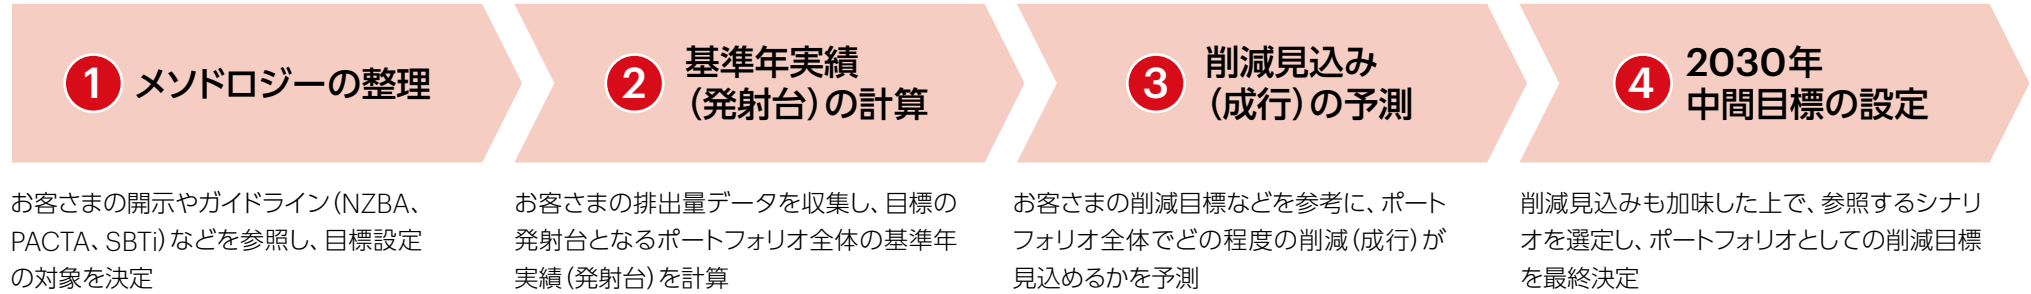 1 メソドロジーの整理
お客さまの開示やガイドライン(NZBA、
PACTA、SBTi)などを参照し、目標設定
の対象を決定
2 基準年実績
(発射台)の計算
お客さまの排出量データを収集し、目標の
発射台となるポートフォリオ全体の基準年
実績(発射台)を計算
3 削減見込み
(成行)の予測
お客さまの削減目標などを参考に、ポート
フォリオ全体でどの程度の削減(成行)が
見込めるかを予測
4 2030年
中間目標の設定
削減見込みも加味した上で、参照するシナリ
オを選定し、ポートフォリオとしての削減目標
を最終決定